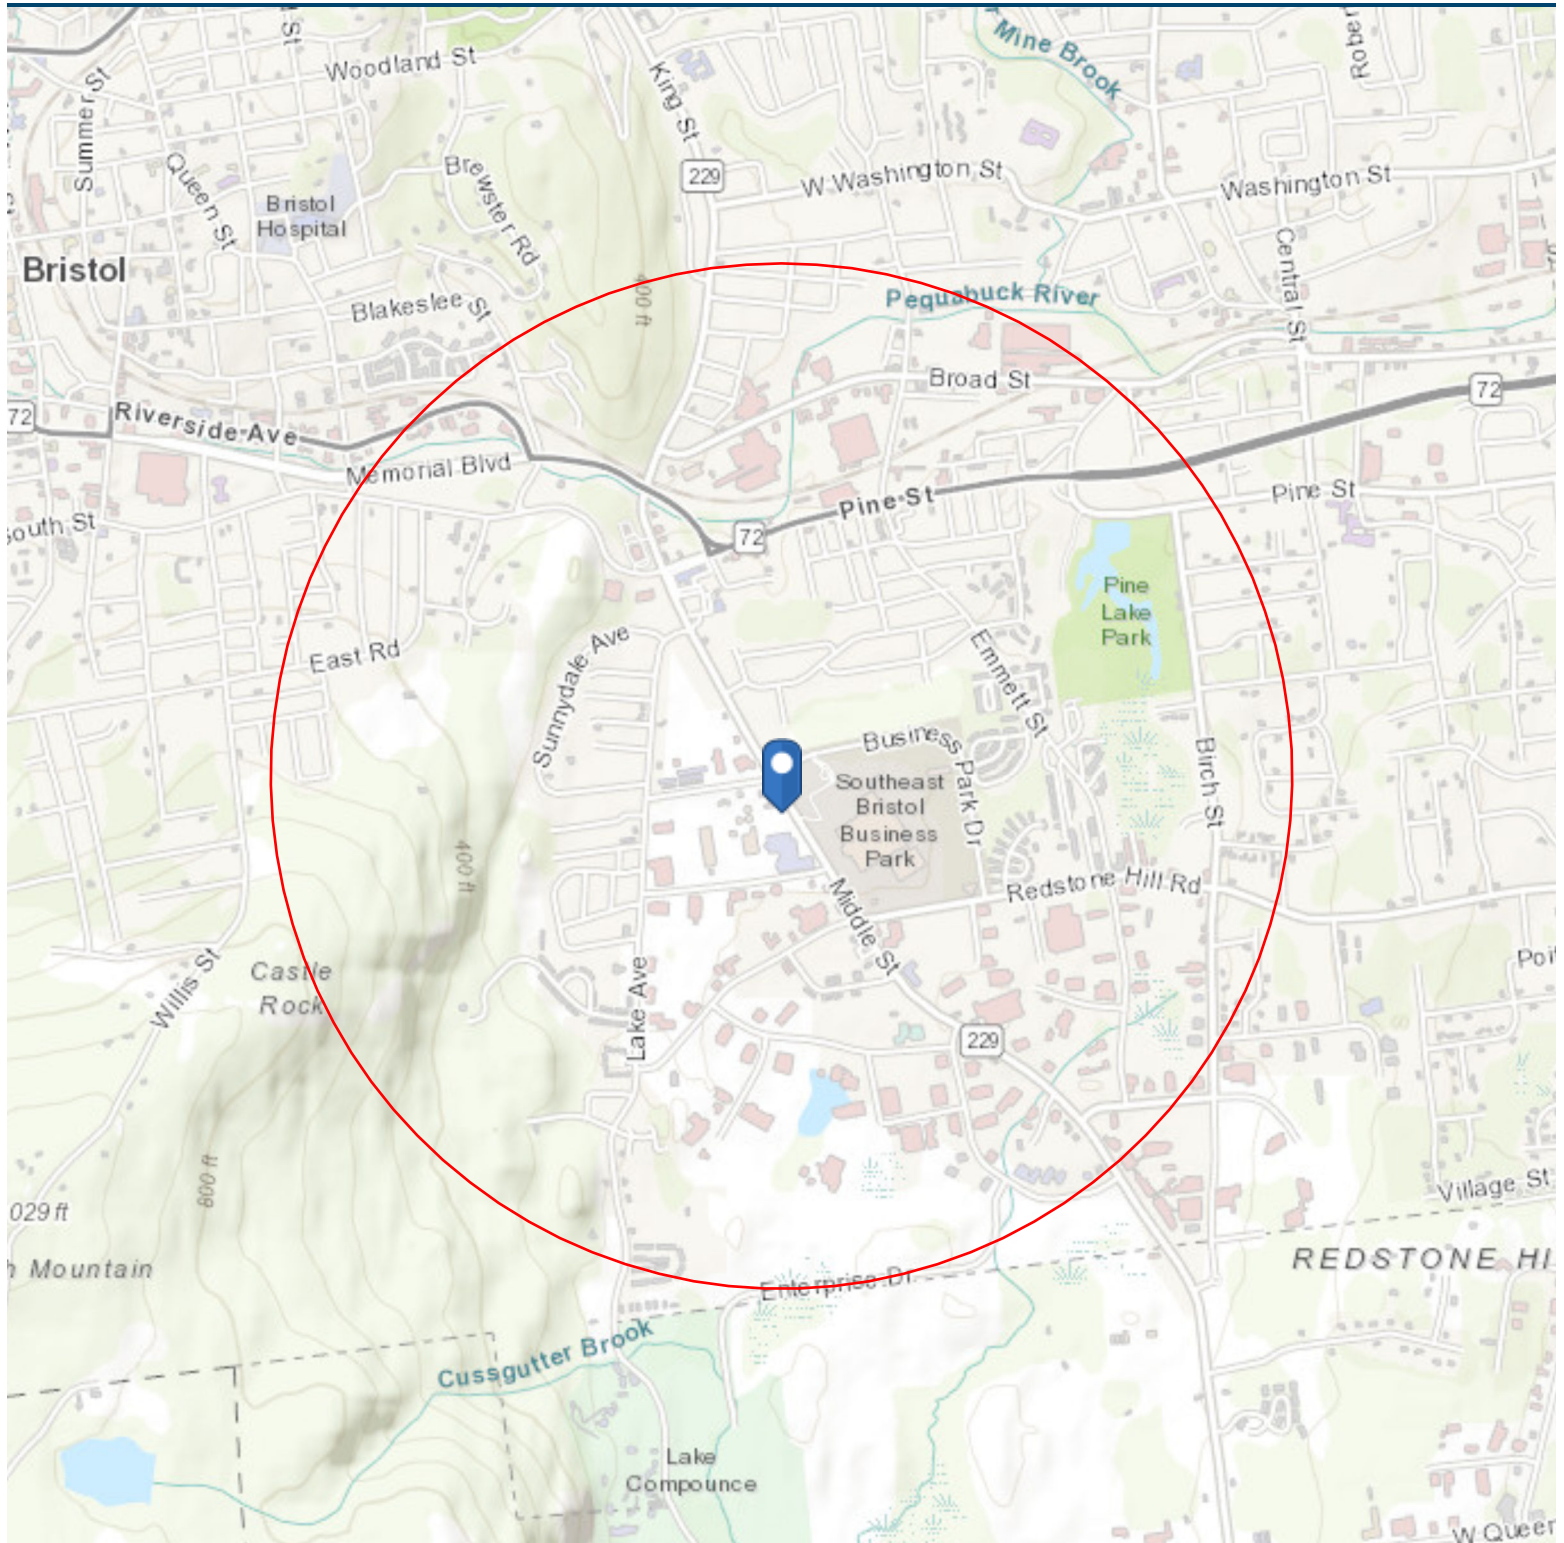 St
Woodland St
King St
r Mine Brook
Rober
Summer St
Queen St
Brewster Rd
229
W Washington St
Washington St
Bristol
Hospital
Bristol
Central St
400 ft
Blakeslee St
Pequabuck River
Broad St
72
72
Riverside Ave
Memorial Blvd
Pine St
Pine St
South St
72
Pine
Lake
Park
East Rd
Sunnydale Ave
Emmett St
Business Park Dr
Southeast
Bristol
Business
Park
Birch St
400 ft
Redstone Hill Rd
Middle St
Willis St
Castle
Rock
Lake Ave
Poi
229
800 ft
029 ft
Village St
h Mountain
REDSTONE HI
Enterprise Dr
Cussgutter Brook
Lake
Compounce
W Queen